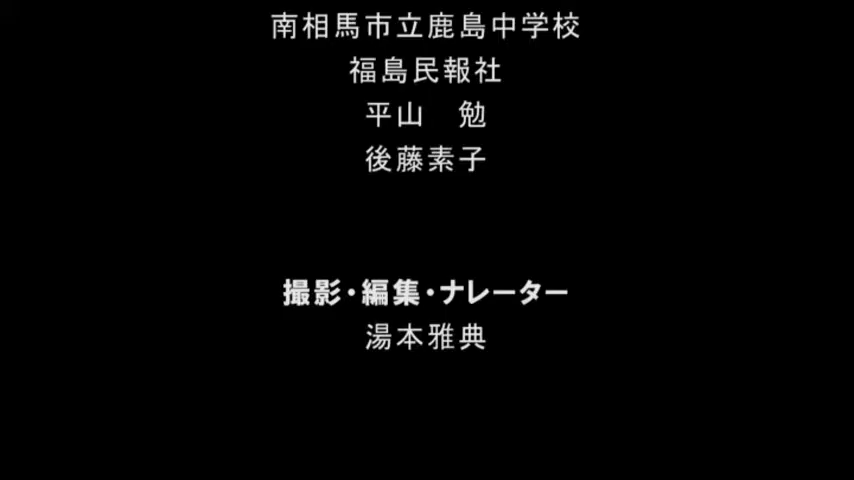 南相馬市立鹿島中学校
福島民報社
平山　勉
後藤素子
撮影・編集・ナレーター
湯本雅典